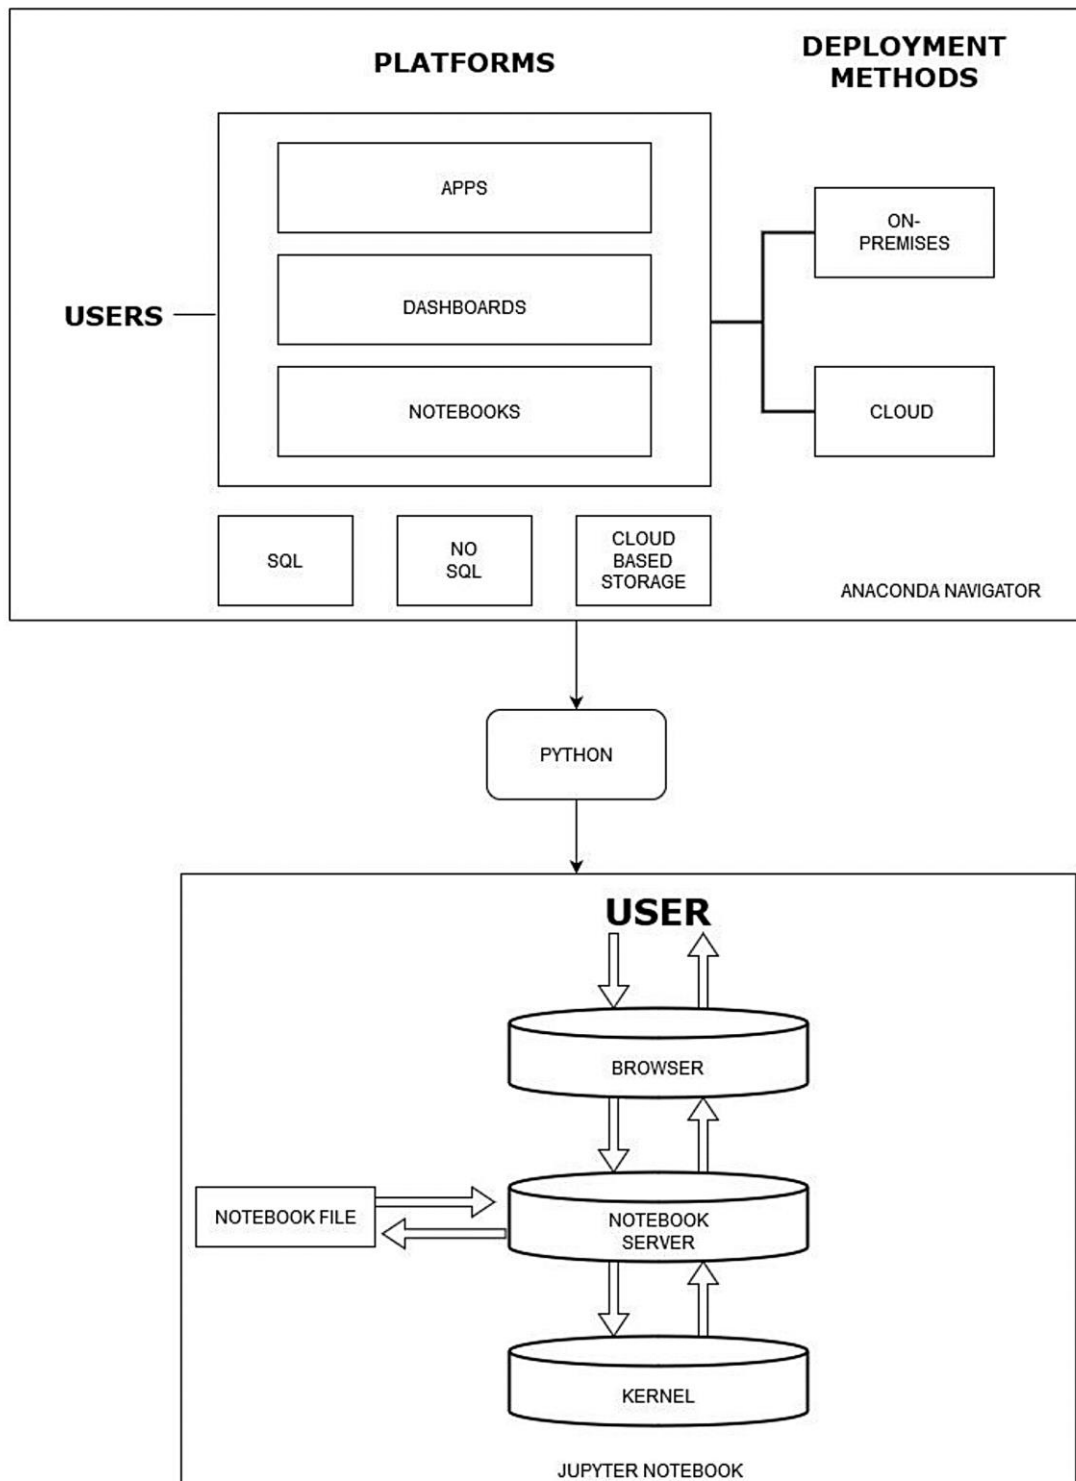 PLATFORMS
DEPLOYMENT
METHODS
APPS
DASHBOARDS
NOTEBOOKS
USERS
ON-
PREMISES
CLOUD
SQL
NO
SQL
CLOUD
BASED
STORAGE
ANACONDA NAVIGATOR
PYTHON
USER
BROWSER
NOTEBOOK FILE
NOTEBOOK
SERVER
KERNEL
JUPYTER NOTEBOOK